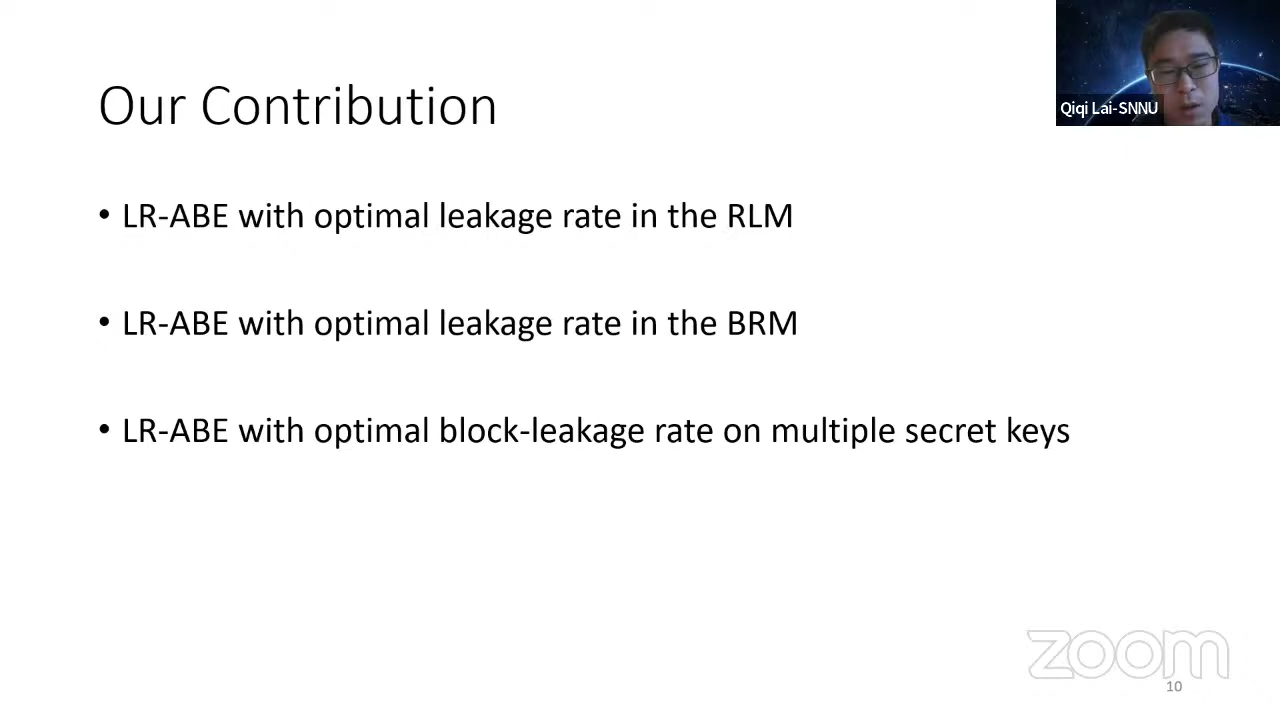 Our Contribution
Qiqi Lai-SNNU
• LR-ABE with optimal leakage rate in the RLM
• LR-ABE with optimal leakage rate in the BRM
• LR-ABE with optimal block-leakage rate on multiple secret keys
zoom
10